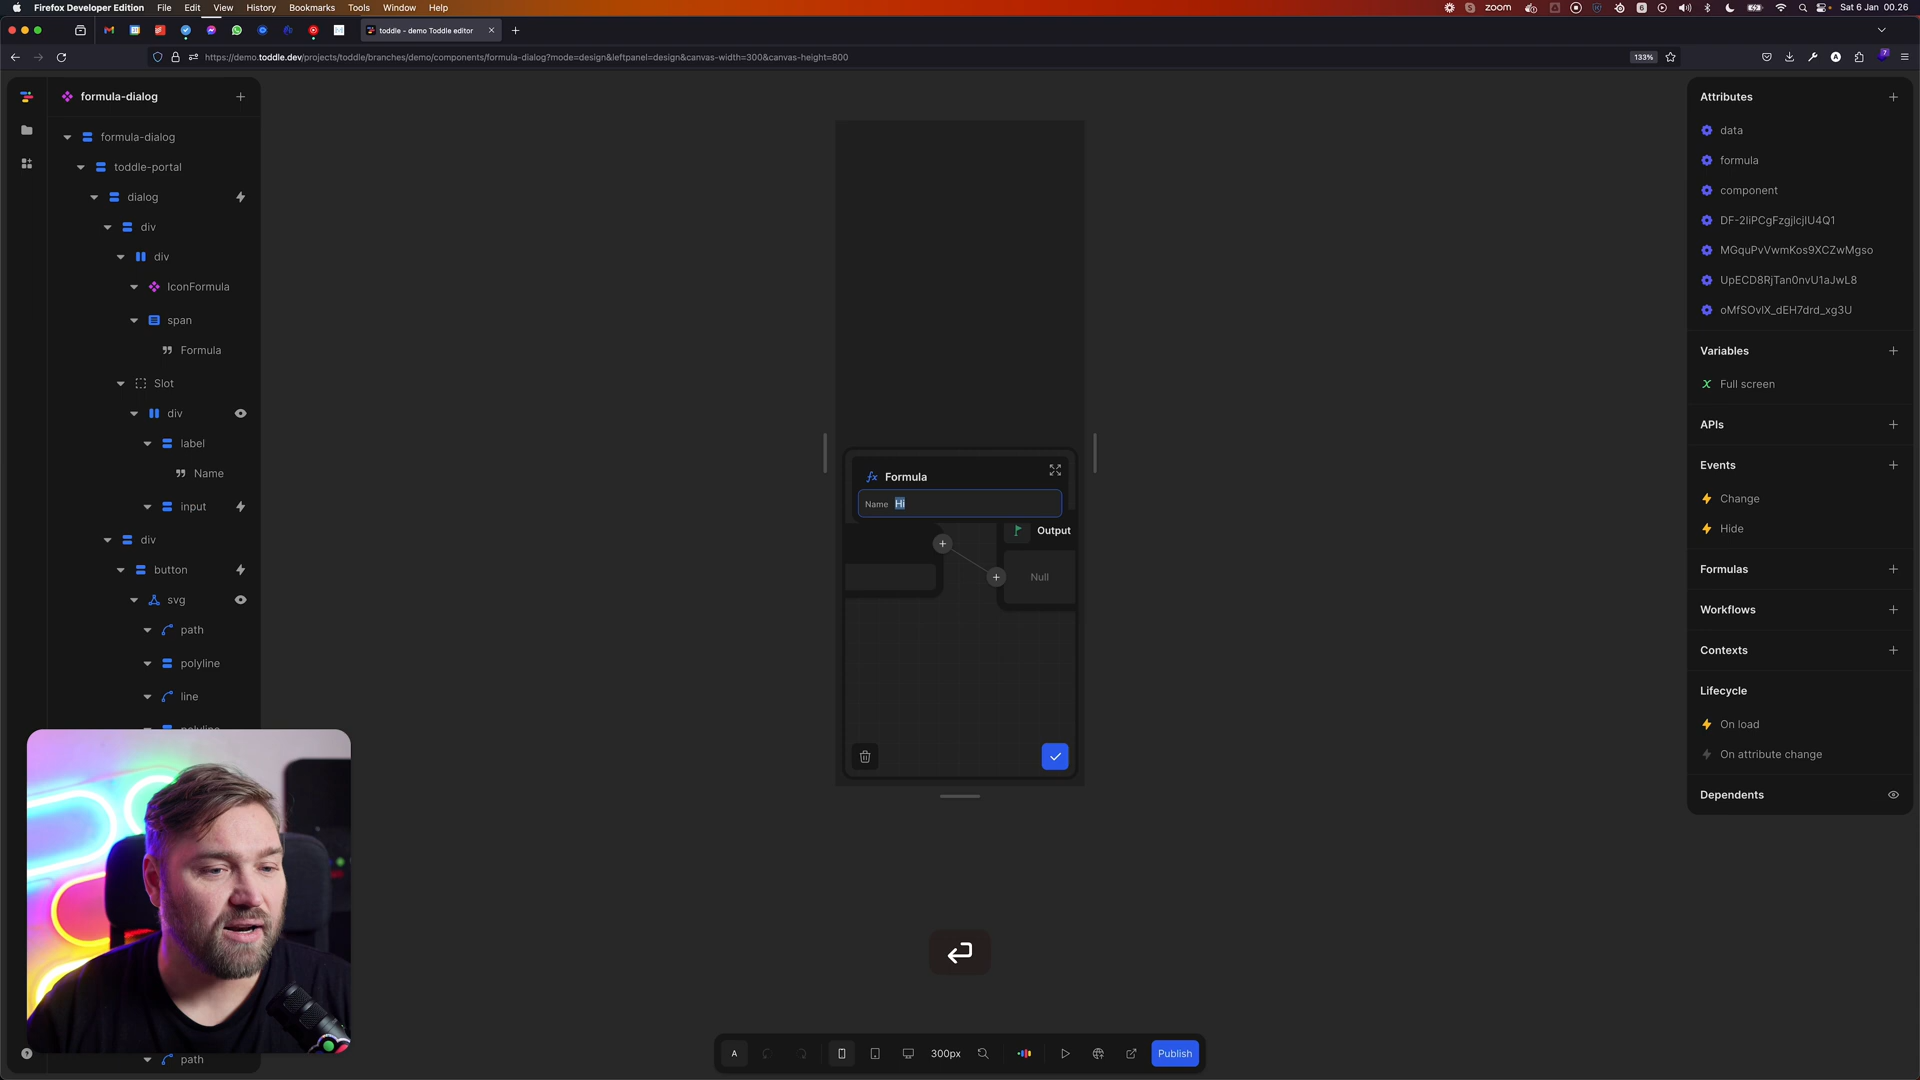 Firefox Developer Edition File Edit View History Bookmarks Tools Window Help zoom 6 Sat 6 Jan 00.26
toddle - demo Toddle editor
https://demo.toddle.dev/projects/toddle/branches/demo/components/formula-dialog?mode=design&leftpanel=design&canvas-width=300&canvas-height=800 133% A 7
formula-dialog
formula-dialog
toddle-portal
dialog
div
div
IconFormula
span
Formula
Slot
div
label
Name
input
div
button
svg
path
polyline
line
polyline
path
fx Formula
Name Hi
Output
Null
A 300px Publish
Attributes
data
formula
component
MGquPvVwmKos9XCZwMgso
UpECD8RjTan0nvU1aJwL8
Variables
Full screen
APIs
Events
Change
Hide
Formulas
Workflows
Contexts
Lifecycle
On load
On attribute change
Dependents